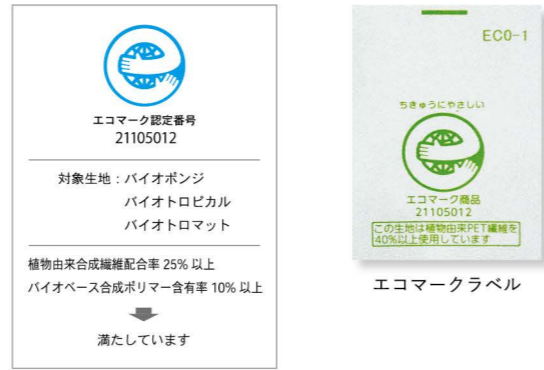 エコマーク認定番号
21105012
対象生地：バイオポンジ
バイオトロピカル
バイオトロマット
植物由来合成繊維配合率 25% 以上
バイオベース合成ポリマー含有率 10% 以上
満たしています
ECO-1
ちきゅうにやさしい
エコマーク商品
21105012
この生地は植物由来PET繊維を
40%以上使用しています
エコマークラベル